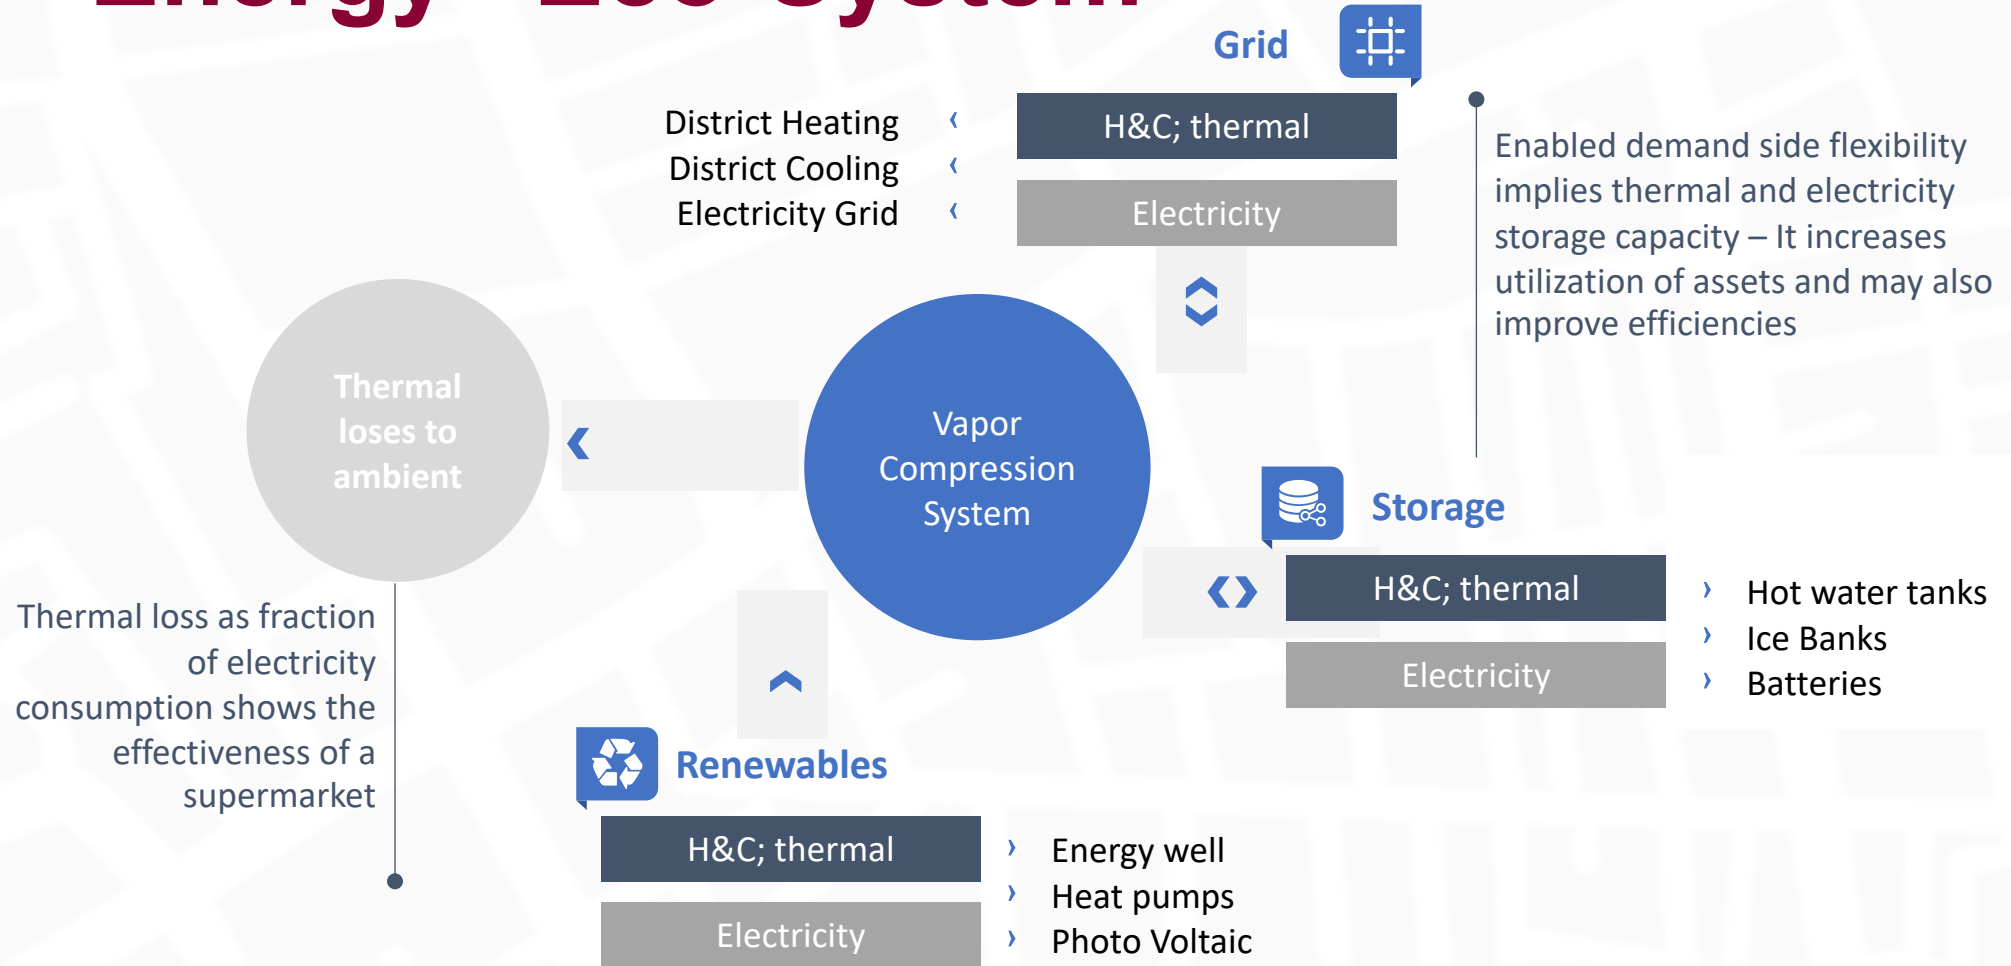 Energy Eco System
Grid
H&C; thermal
Electricity
District Heating
District Cooling
Electricity Grid
Enabled demand side flexibility
implies thermal and electricity
storage capacity – It increases
utilization of assets and may also
improve efficiencies
Thermal
loses to
ambient
Vapor
Compression
System
Storage
H&C; thermal
Electricity
Hot water tanks
Ice Banks
Batteries
Thermal loss as fraction
of electricity
consumption shows the
effectiveness of a
supermarket
Renewables
H&C; thermal
Electricity
Energy well
Heat pumps
Photo Voltaic